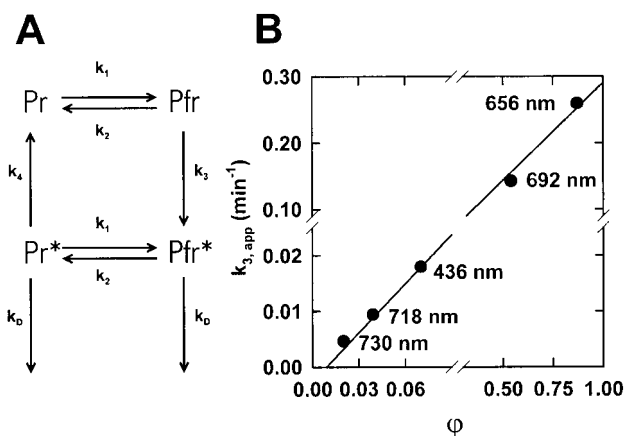 A
k₁
Pr Pfr
k₂
k₄ k₃
k₁
Pr* Pfr*
k₂
k_D k_D
B
k₃, app (min⁻¹)
0.30
0.20
0.10
0.02
0.01
0.00
656 nm
692 nm
436 nm
718 nm
730 nm
0.00 0.03 0.06 0.50 0.75 1.00
φ